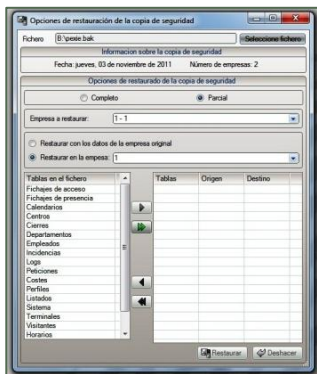 Opciones de restauración de la copia de seguridad
Fichero B:\pexie.bak Seleccione fichero
Informacion sobre la copia de seguridad
Fecha: jueves, 03 de noviembre de 2011 Número de empresas: 2
Opciones de restaurado de la copia de seguridad
Completo Parcial
Empresa a restaurar: 1 - 1
Restaurar con los datos de la empresa original
Restaurar en la empesa: 1
Tablas en el fichero Tablas Origen Destino
Fichajes de acceso
Fichajes de presencia
Calendarios
Centros
Cierres
Departamentos
Empleados
Incidencias
Logs
Peticiones
Costes
Perfiles
Listados
Sistema
Terminales
Visitantes
Horarios
Restaurar Deshacer